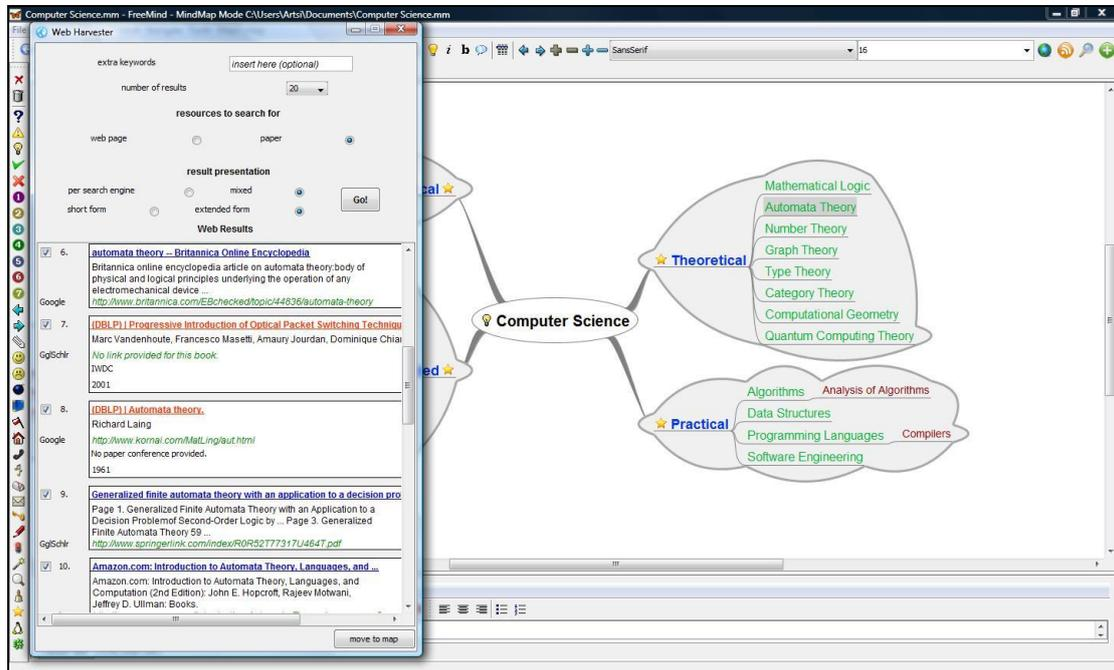 Computer Science.mm - FreeMind - MindMap Mode C:\Users\Artsi\Documents\Computer Science.mm
File
Web Harvester
extra keywords
insert here (optional)
number of results
20
resources to search for
web page
paper
result presentation
per search engine
mixed
short form
extended form
Go!
Web Results
6.
automata theory -- Britannica Online Encyclopedia
Britannica online encyclopedia article on automata theory:body of
physical and logical principles underlying the operation of any
electromechanical device ...
Google
http://www.britannica.com/EBchecked/topic/44836/automata-theory
7.
(DBLP) | Progressive Introduction of Optical Packet Switching Techniqu
Marc Vandenhoute, Francesco Masetti, Amaury Jourdan, Dominique Chiar
GglSchlr
No link provided for this book.
IWDC
2001
8.
(DBLP) | Automata theory.
Richard Laing
Google
http://www.kornai.com/MatLing/aut.html
No paper conference provided.
1961
9.
Generalized finite automata theory with an application to a decision pro
Page 1. Generalized Finite Automata Theory with an Application to a
Decision Problemof Second-Order Logic by ... Page 3. Generalized
Finite Automata Theory 59 ...
GglSchlr
http://www.springerlink.com/index/R0R52T77317U464T.pdf
10.
Amazon.com: Introduction to Automata Theory, Languages, and ...
Amazon.com: Introduction to Automata Theory, Languages, and
Computation (2nd Edition): John E. Hopcroft, Rajeev Motwani,
Jeffrey D. Ullman: Books.
move to map
i b
SansSerif
16
cal
ed
Computer Science
Theoretical
Mathematical Logic
Automata Theory
Number Theory
Graph Theory
Type Theory
Category Theory
Computational Geometry
Quantum Computing Theory
Practical
Algorithms
Analysis of Algorithms
Data Structures
Programming Languages
Compilers
Software Engineering